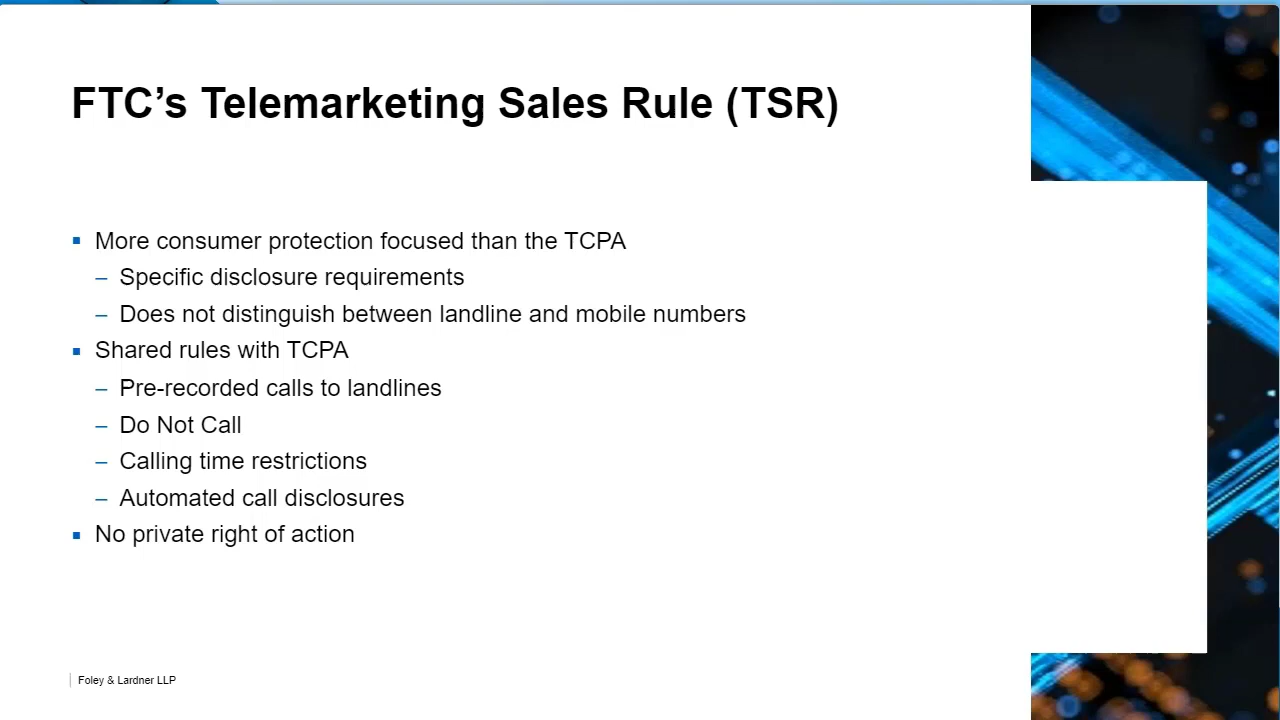 FTC’s Telemarketing Sales Rule (TSR)
▪ More consumer protection focused than the TCPA
– Specific disclosure requirements
– Does not distinguish between landline and mobile numbers
▪ Shared rules with TCPA
– Pre-recorded calls to landlines
– Do Not Call
– Calling time restrictions
– Automated call disclosures
▪ No private right of action
Foley & Lardner LLP